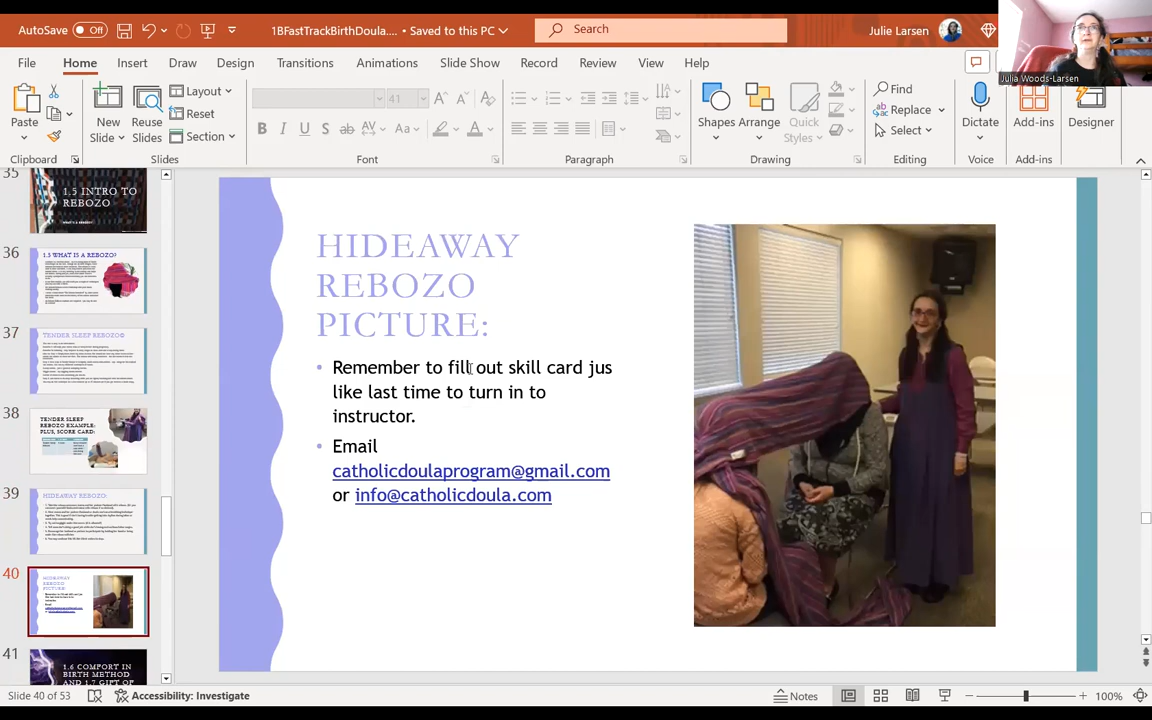 AutoSave Off 1BFastTrackBirthDoula.... • Saved to this PC Search Julie Larsen
Julia Woods-Larsen
File Home Insert Draw Design Transitions Animations Slide Show Record Review View Help
Paste New Slide Reuse Slides Layout Reset Section
41
B I U S ab AV Aa A
Shapes Arrange Quick Styles Find Replace Select Dictate Add-ins Designer
Clipboard Slides Font Paragraph Drawing Editing Voice Add-ins
35
1.5 INTRO TO
REBOZO
36
1.5 WHAT IS A REBOZO?
37
TENDER SLEEP REBOZO
38
TENDER SLEEP
REBOZO EXAMPLE:
PLUS, SCORE CARD:
39
HIDEAWAY REBOZO:
40
HIDEAWAY
REBOZO
PICTURE:
41
1.6 COMFORT IN
BIRTH METHOD
AND 1.7 GIFT OF
HIDEAWAY
REBOZO
PICTURE:
• Remember to fill out skill card jus
like last time to turn in to
instructor.
• Email
catholicdoulaprogram@gmail.com
or info@catholicdoula.com
Slide 40 of 53 Accessibility: Investigate Notes 100%